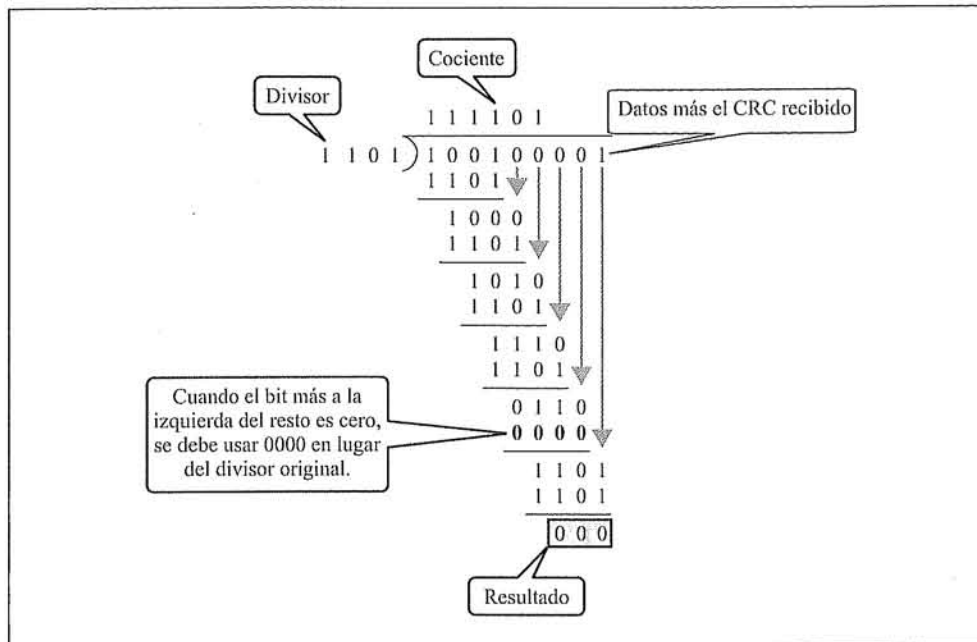 Cociente
Divisor
1 1 1 1 0 1
Datos más el CRC recibido
1 1 0 1 ) 1 0 0 1 0 0 0 0 1
1 1 0 1
1 0 0 0
1 1 0 1
1 0 1 0
1 1 0 1
1 1 1 0
1 1 0 1
Cuando el bit más a la
izquierda del resto es cero,
se debe usar 0000 en lugar
del divisor original.
0 1 1 0
0 0 0 0
1 1 0 1
1 1 0 1
0 0 0
Resultado